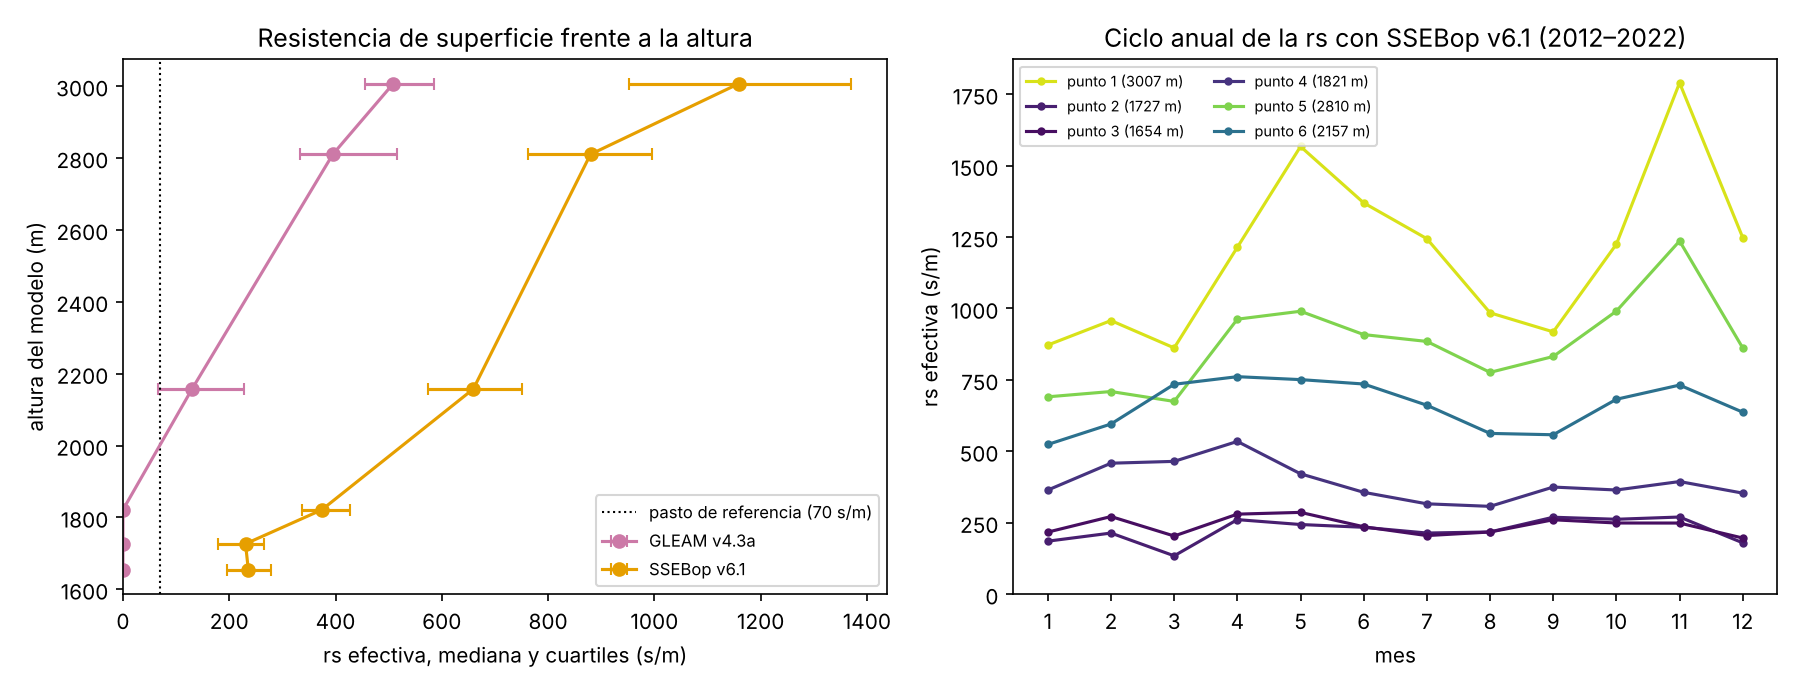 Resistencia de superficie frente a la altura
altura del modelo (m)
3000
2800
2600
2400
2200
2000
1800
1600
0 200 400 600 800 1000 1200 1400
rs efectiva, mediana y cuartiles (s/m)
pasto de referencia (70 s/m)
GLEAM v4.3a
SSEBop v6.1
Ciclo anual de la rs con SSEBop v6.1 (2012–2022)
rs efectiva (s/m)
1750
1500
1250
1000
750
500
250
0
1 2 3 4 5 6 7 8 9 10 11 12
mes
punto 1 (3007 m)
punto 2 (1727 m)
punto 3 (1654 m)
punto 4 (1821 m)
punto 5 (2810 m)
punto 6 (2157 m)